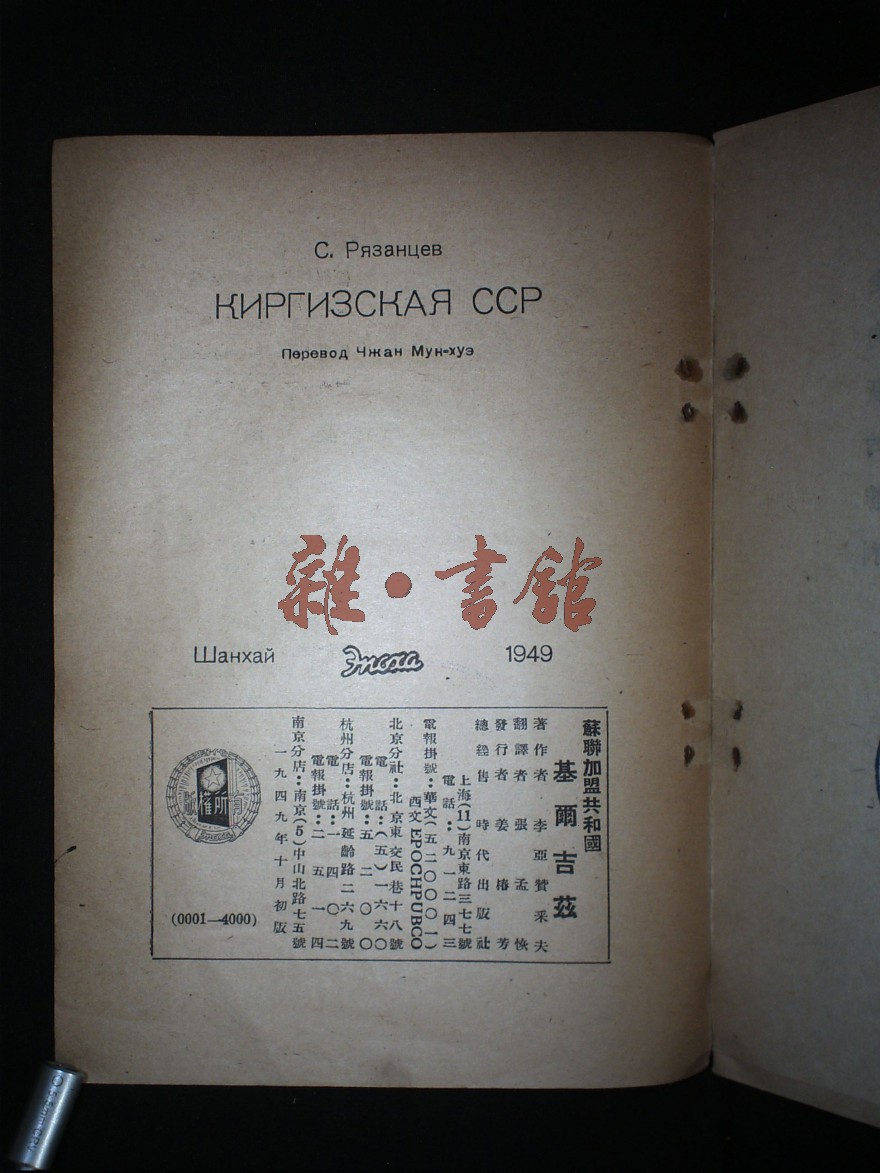 С. Рязанцев
КИРГИЗСКАЯ ССР
Перевод Чжан Мун-хуэ
雜·書館
Шанхай Эпоха 1949
蘇聯加盟共和國
基爾吉茲
著作者 李亞贊采夫
翻譯者 張孟恢
發行者 姜椿芳
總經售 時代出版社
上海(11)南京東路三七七號
電話：九一二四三
電報掛號：華文(五二〇〇〇一)
西文 EPOCHPUBCO
北京分社：北京東交民巷十八號
電話：(五)一六六〇
電報掛號：五二〇〇
杭州分店：杭州延齡路二六九號
電話：一四〇二
電報掛號：二五一四
南京分店：南京(5)中山北路七五號
一九四九年十月初版
版權所有
(0001—4000)